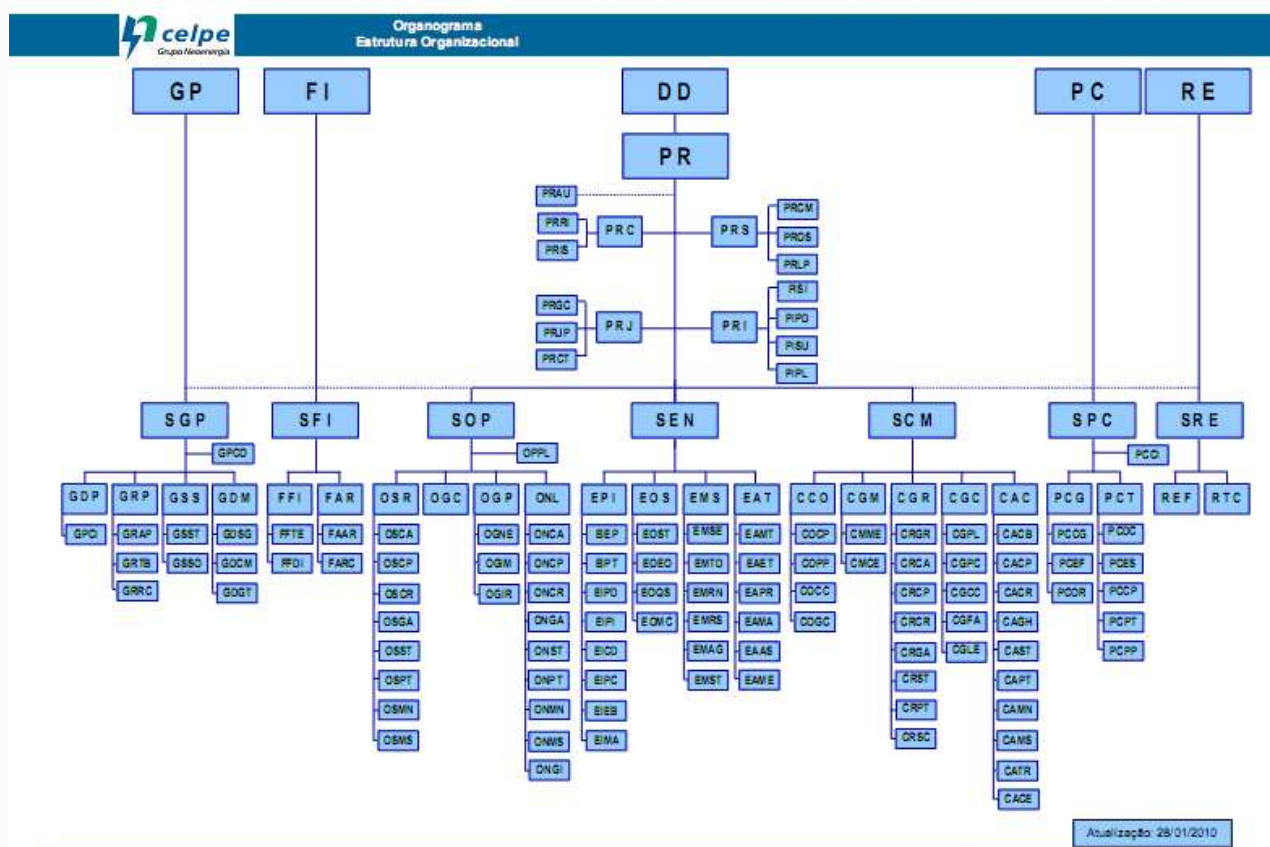 celpe
Grupo Neoenergia
Organograma
Estrutura Organizacional
GP
FI
DD
PC
RE
PR
PRAU
PRRI
PRIS
PRC
PRS
PRCM
PROS
PRLP
PRGC
PRJP
PRCT
PRJ
PRI
PISI
PIPD
PISU
PIPL
SGP
SFI
SOP
SEN
SCM
SPC
SRE
GPCD
OPPL
PCCI
GDP
GRP
GSS
GDM
FFI
FAR
OSR
OGC
OGP
ONL
EPI
EOS
EMS
EAT
CCO
CGM
CGR
CGC
CAC
PCG
PCT
REF
RTC
GPCI
GRAP
GSST
GDSG
FFTE
FAAR
OSCA
OGNE
ONCA
EIEP
EOST
EMSE
EAMT
COCP
CMME
CRGR
CGPL
CACB
PCCG
PCDC
GRTB
GSSO
GDCM
FFDI
FARC
OSCP
OGIM
ONCP
EIPT
EOEO
EMTO
EAET
COPP
CMCE
CRCA
CGPC
CACP
PCEF
PCES
GRRC
GDGT
OSCR
OGIR
ONCR
EIPD
EOQS
EMRN
EAPR
COCC
CRCP
CGCC
CACR
PCOR
PCCP
OSGA
ONGA
EIPI
EOMC
EMRS
EAMA
COGC
CRCR
CGFA
CAGH
PCPT
OSST
ONST
EICD
EMAG
EAAS
CRGA
CGLE
CAST
PCPP
OSPT
ONPT
EIPC
EMST
EAME
CRST
CAPT
OSMN
ONMN
EIEB
CRPT
CAMN
OSMS
ONMS
EIMA
CRSC
CAMS
ONGI
CATR
CACE
Atualização: 28/01/2010